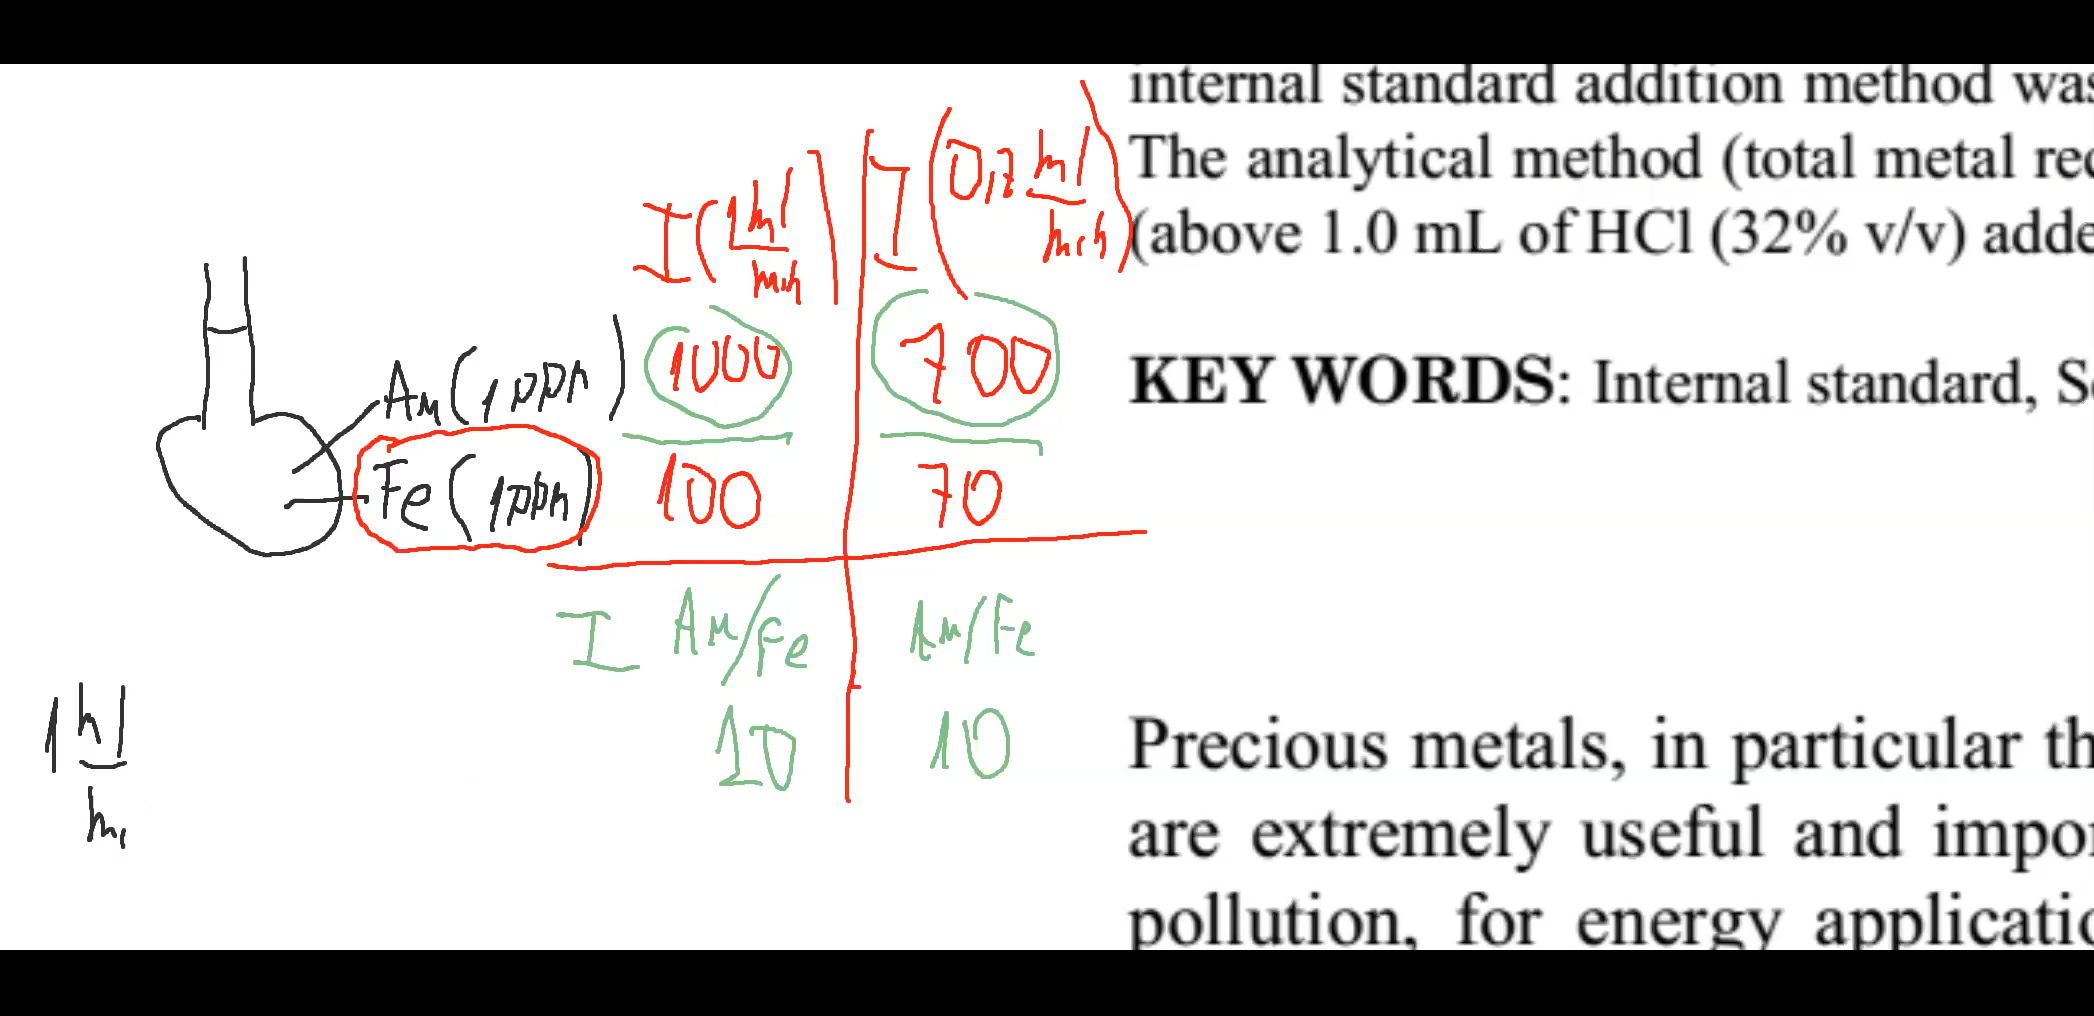 internal standard addition method was
The analytical method (total metal rec
(above 1.0 mL of HCl (32% v/v) adde
KEY WORDS: Internal standard, S
Precious metals, in particular th
are extremely useful and impo
pollution, for energy applicati
I (1 ml/min) I (0,7 ml/min)
Au (1 ppm) 1000 700
Fe (1 ppm) 100 70
I Au/Fe Au/Fe
10 10
1 ml
mi